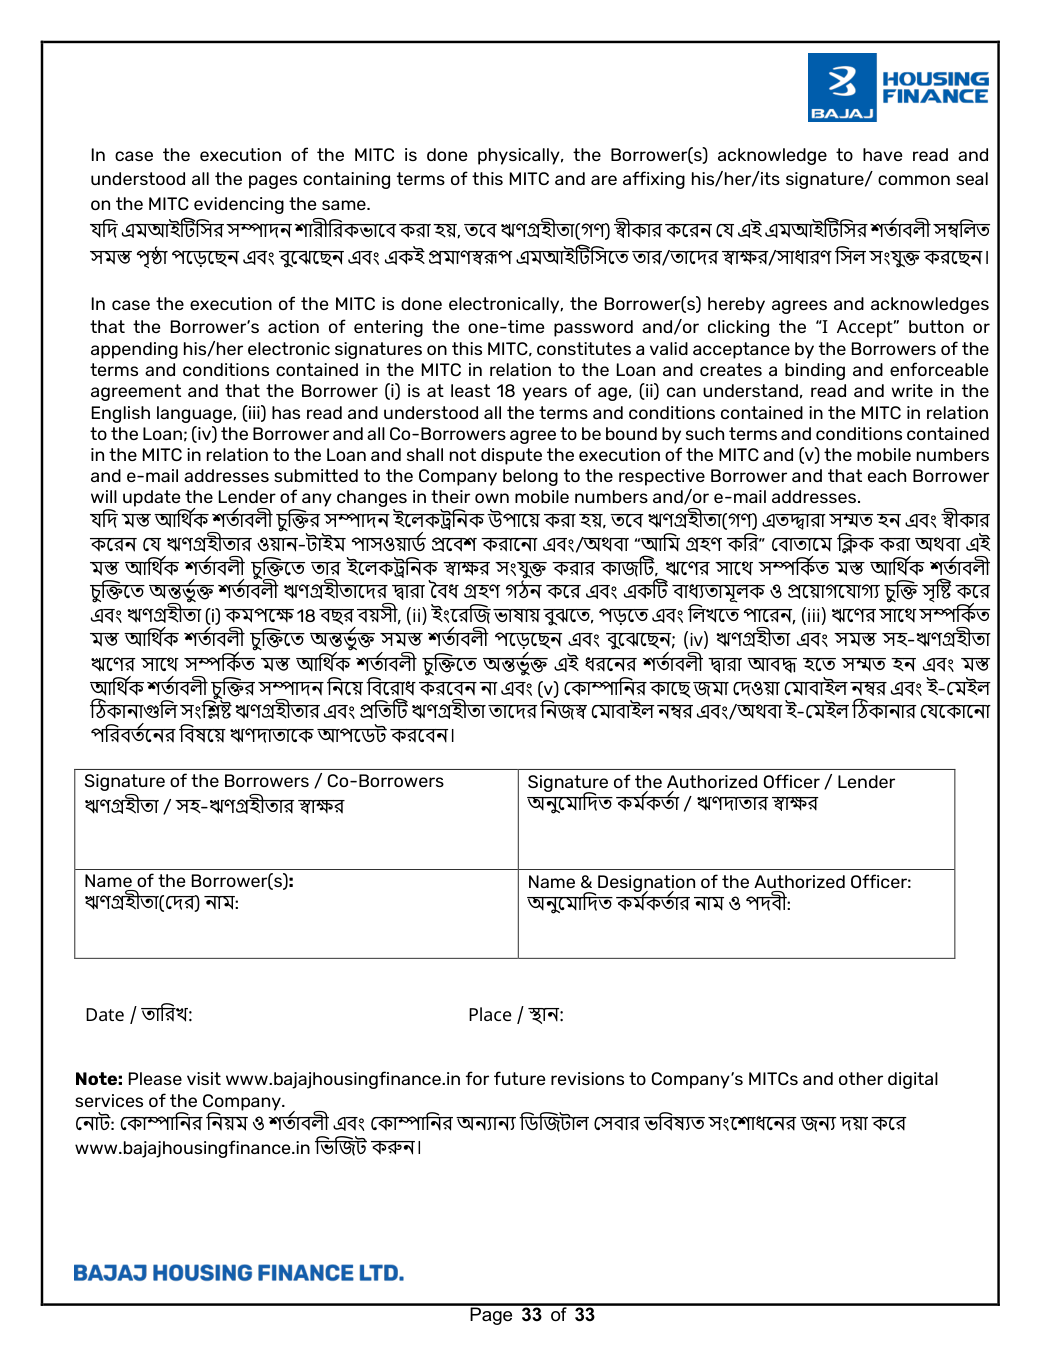 BAJAJ
HOUSING
FINANCE
In case the execution of the MITC is done physically, the Borrower(s) acknowledge to have read and
understood all the pages containing terms of this MITC and are affixing his/her/its signature/ common seal
on the MITC evidencing the same.
যদি এমআইটিসির সম্পাদন শারীরিকভাবে করা হয়, তবে ঋণগ্রহীতা(গণ) স্বীকার করেন যে এই এমআইটিসির শর্তাবলী সম্বলিত
সমস্ত পৃষ্ঠা পড়েছেন এবং বুঝেছেন এবং একই প্রমাণস্বরূপ এমআইটিসিতে তার/তাদের স্বাক্ষর/সাধারণ সিল সংযুক্ত করছেন।
In case the execution of the MITC is done electronically, the Borrower(s) hereby agrees and acknowledges
that the Borrower’s action of entering the one-time password and/or clicking the “I Accept” button or
appending his/her electronic signatures on this MITC, constitutes a valid acceptance by the Borrowers of the
terms and conditions contained in the MITC in relation to the Loan and creates a binding and enforceable
agreement and that the Borrower (i) is at least 18 years of age, (ii) can understand, read and write in the
English language, (iii) has read and understood all the terms and conditions contained in the MITC in relation
to the Loan; (iv) the Borrower and all Co-Borrowers agree to be bound by such terms and conditions contained
in the MITC in relation to the Loan and shall not dispute the execution of the MITC and (v) the mobile numbers
and e-mail addresses submitted to the Company belong to the respective Borrower and that each Borrower
will update the Lender of any changes in their own mobile numbers and/or e-mail addresses.
যদি মস্ত আর্থিক শর্তাবলী চুক্তির সম্পাদন ইলেকট্রনিক উপায়ে করা হয়, তবে ঋণগ্রহীতা(গণ) এতদ্দ্বারা সম্মত হন এবং স্বীকার
করেন যে ঋণগ্রহীতার ওয়ান-টাইম পাসওয়ার্ড প্রবেশ করানো এবং/অথবা “আমি গ্রহণ করি” বোতামে ক্লিক করা অথবা এই
মস্ত আর্থিক শর্তাবলী চুক্তিতে তার ইলেকট্রনিক স্বাক্ষর সংযুক্ত করার কাজটি, ঋণের সাথে সম্পর্কিত মস্ত আর্থিক শর্তাবলী
চুক্তিতে অন্তর্ভুক্ত শর্তাবলী ঋণগ্রহীতাদের দ্বারা বৈধ গ্রহণ গঠন করে এবং একটি বাধ্যতামূলক ও প্রয়োগযোগ্য চুক্তি সৃষ্টি করে
এবং ঋণগ্রহীতা (i) কমপক্ষে 18 বছর বয়সী, (ii) ইংরেজি ভাষায় বুঝতে, পড়তে এবং লিখতে পারেন, (iii) ঋণের সাথে সম্পর্কিত
মস্ত আর্থিক শর্তাবলী চুক্তিতে অন্তর্ভুক্ত সমস্ত শর্তাবলী পড়েছেন এবং বুঝেছেন; (iv) ঋণগ্রহীতা এবং সমস্ত সহ-ঋণগ্রহীতা
ঋণের সাথে সম্পর্কিত মস্ত আর্থিক শর্তাবলী চুক্তিতে অন্তর্ভুক্ত এই ধরনের শর্তাবলী দ্বারা আবদ্ধ হতে সম্মত হন এবং মস্ত
আর্থিক শর্তাবলী চুক্তির সম্পাদন নিয়ে বিরোধ করবেন না এবং (v) কোম্পানির কাছে জমা দেওয়া মোবাইল নম্বর এবং ই-মেইল
ঠিকানাগুলি সংশ্লিষ্ট ঋণগ্রহীতার এবং প্রতিটি ঋণগ্রহীতা তাদের নিজস্ব মোবাইল নম্বর এবং/অথবা ই-মেইল ঠিকানার যেকোনো
পরিবর্তনের বিষয়ে ঋণদাতাকে আপডেট করবেন।
Signature of the Borrowers / Co-Borrowers
ঋণগ্রহীতা / সহ-ঋণগ্রহীতার স্বাক্ষর
Signature of the Authorized Officer / Lender
অনুমোদিত কর্মকর্তা / ঋণদাতার স্বাক্ষর
Name of the Borrower(s):
ঋণগ্রহীতা(দের) নাম:
Name & Designation of the Authorized Officer:
অনুমোদিত কর্মকর্তার নাম ও পদবী:
Date / তারিখ: Place / স্থান:
Note: Please visit www.bajajhousingfinance.in for future revisions to Company’s MITCs and other digital
services of the Company.
নোট: কোম্পানির নিয়ম ও শর্তাবলী এবং কোম্পানির অন্যান্য ডিজিটাল সেবার ভবিষ্যত সংশোধনের জন্য দয়া করে
www.bajajhousingfinance.in ভিজিট করুন।
BAJAJ HOUSING FINANCE LTD.
Page 33 of 33